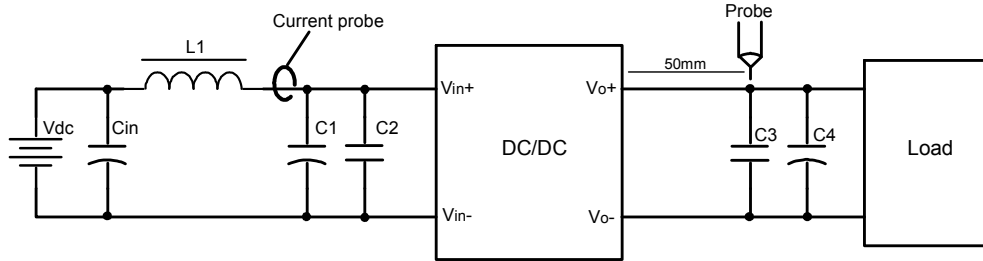 Current probe
Probe
L1
50mm
Vin+
Vo+
Vdc
Cin
C1
C2
DC/DC
C3
C4
Load
Vin-
Vo-